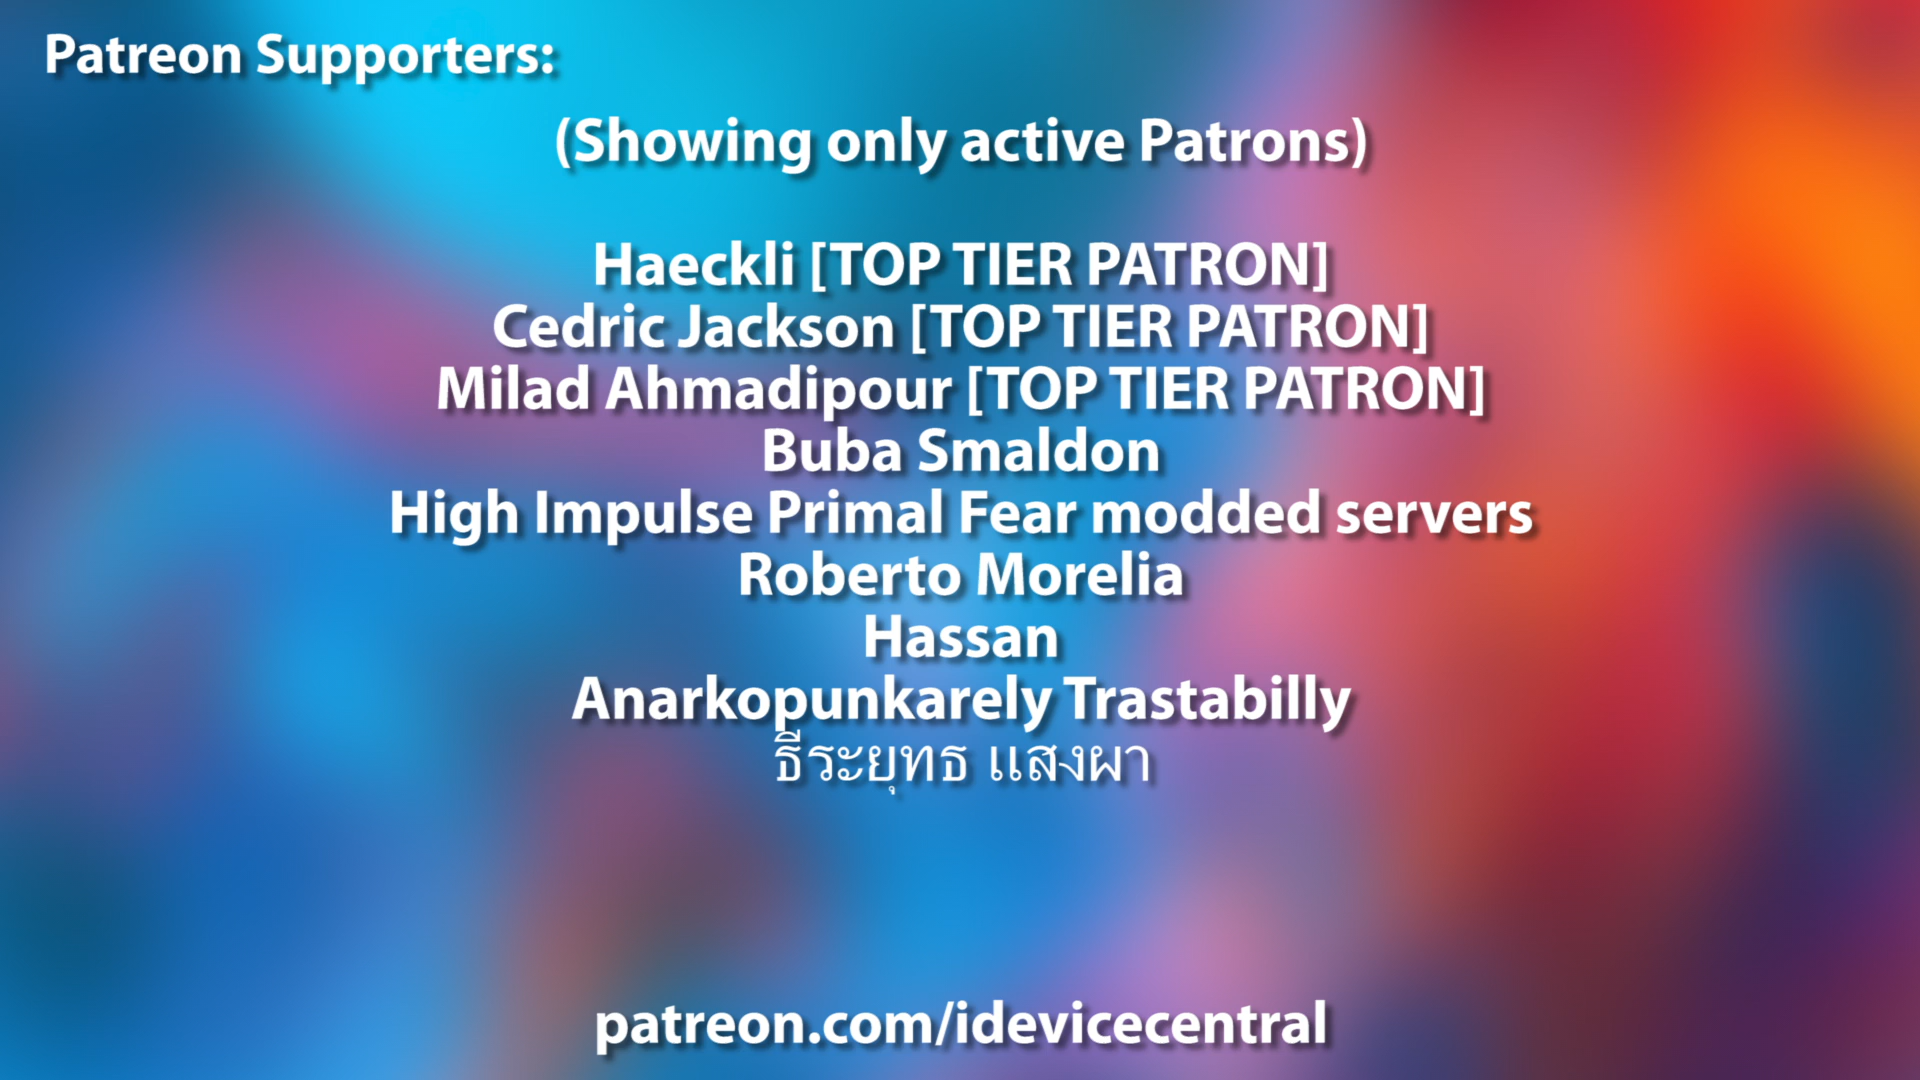 Patreon Supporters:
(Showing only active Patrons)
Haeckli [TOP TIER PATRON]
Cedric Jackson [TOP TIER PATRON]
Milad Ahmadipour [TOP TIER PATRON]
Buba Smaldon
High Impulse Primal Fear modded servers
Roberto Morelia
Hassan
Anarkopunkarely Trastabilly
ธีระยุทธ แสงผา
patreon.com/idevicecentral